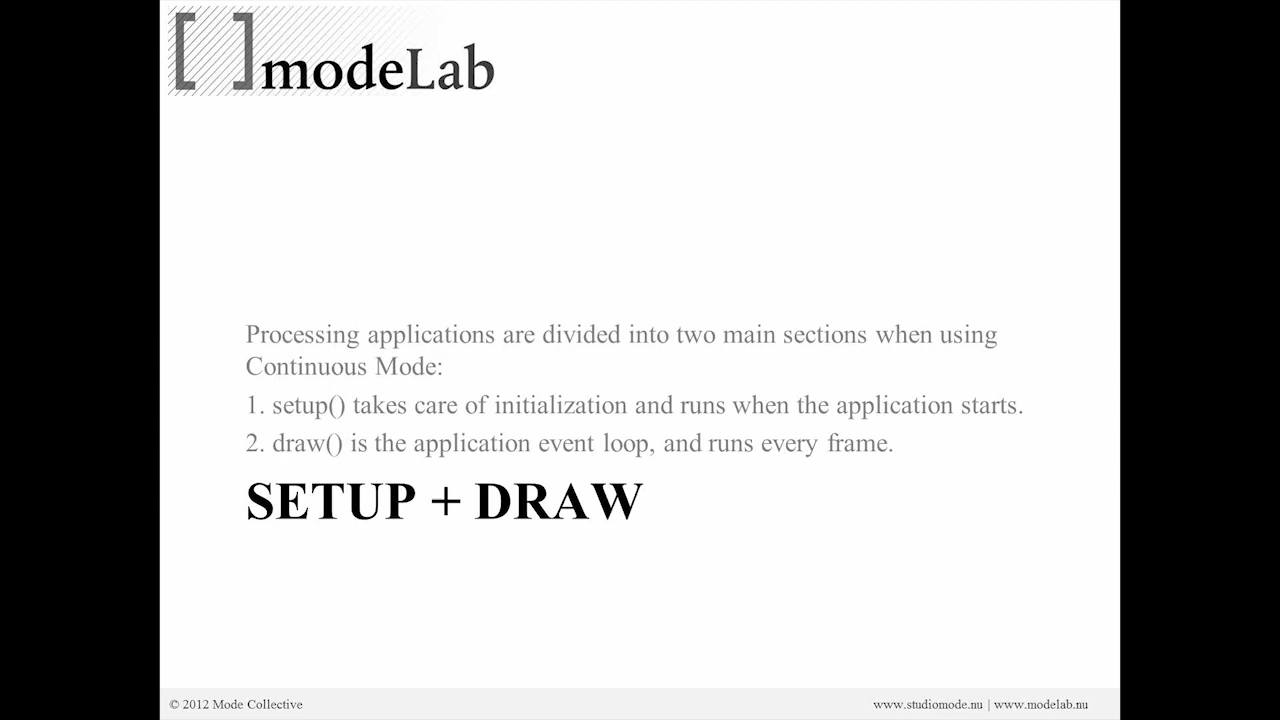 [ ] modeLab
Processing applications are divided into two main sections when using
Continuous Mode:
1. setup() takes care of initialization and runs when the application starts.
2. draw() is the application event loop, and runs every frame.
SETUP + DRAW
© 2012 Mode Collective
www.studiomode.nu | www.modelab.nu